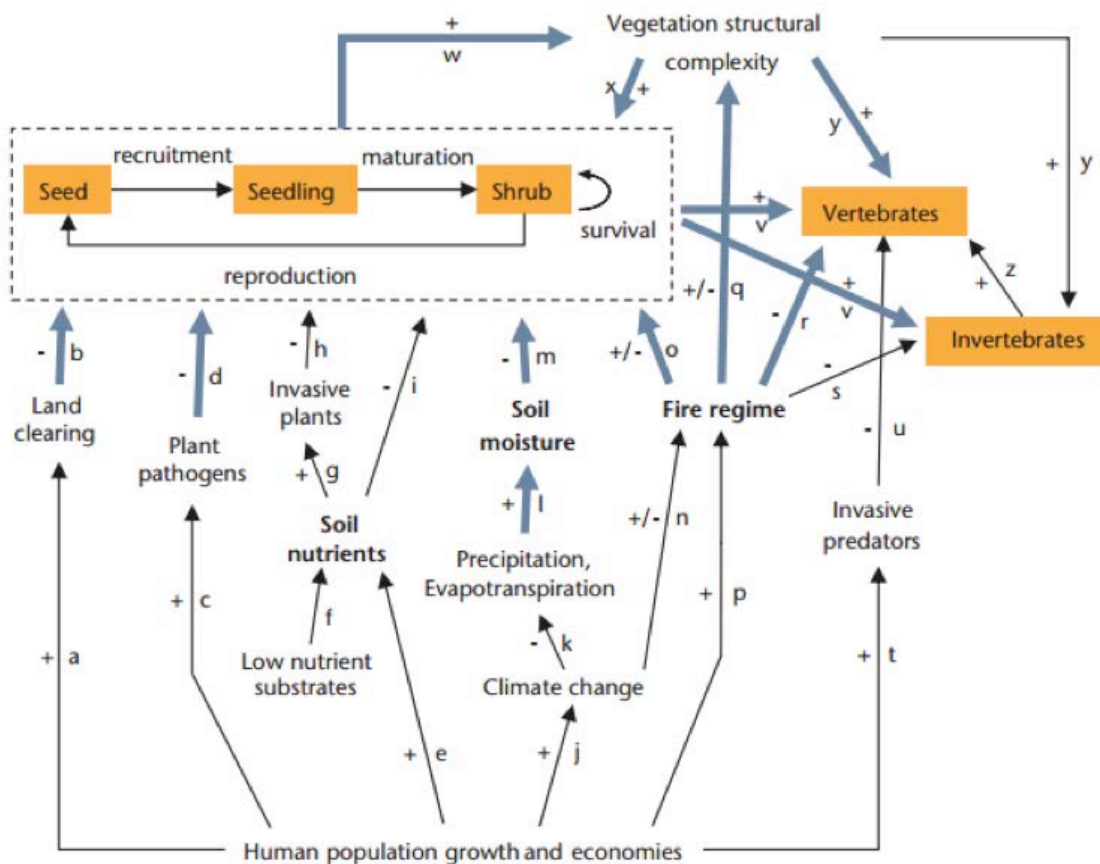 +
w
Vegetation structural
complexity
x +
y +
+ y
recruitment
maturation
Seed
Seedling
Shrub
survival
reproduction
+
v
Vertebrates
z
+
+/- q
- r
+
v
Invertebrates
- b
- d
- h
- i
- m
+/- o
-
s
Land
clearing
Plant
pathogens
Invasive
plants
Soil
moisture
Fire regime
- u
+ g
Soil
nutrients
+ l
+/- n
Invasive
predators
Precipitation,
Evapotranspiration
+ c
f
+ p
- k
Low nutrient
substrates
Climate change
+ a
+ t
+ e
+ j
Human population growth and economies